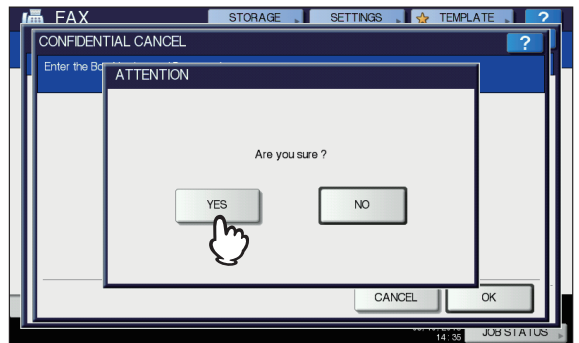 FAX STORAGE SETTINGS TEMPLATE ?
CONFIDENTIAL CANCEL ?
Enter the
ATTENTION
Are you sure ?
YES NO
CANCEL OK
14 : 35 JOB STATUS